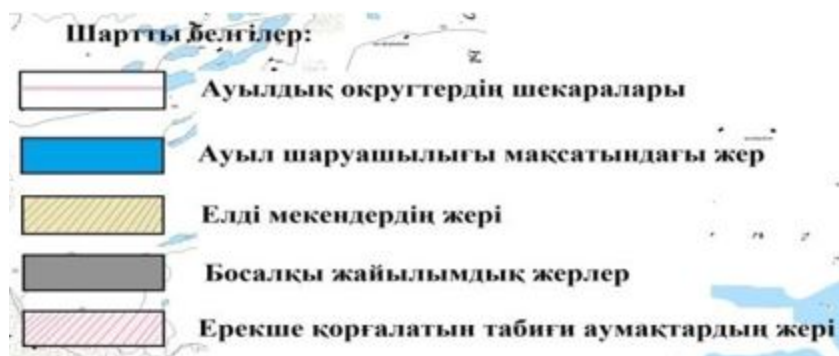 Шартты белгілер:
Ауылдық округтердің шекаралары
Ауыл шаруашылығы мақсатындағы жер
Елді мекендердің жері
Босалқы жайылымдық жерлер
Ерекше қорғалатын табиғи аумақтардың жері